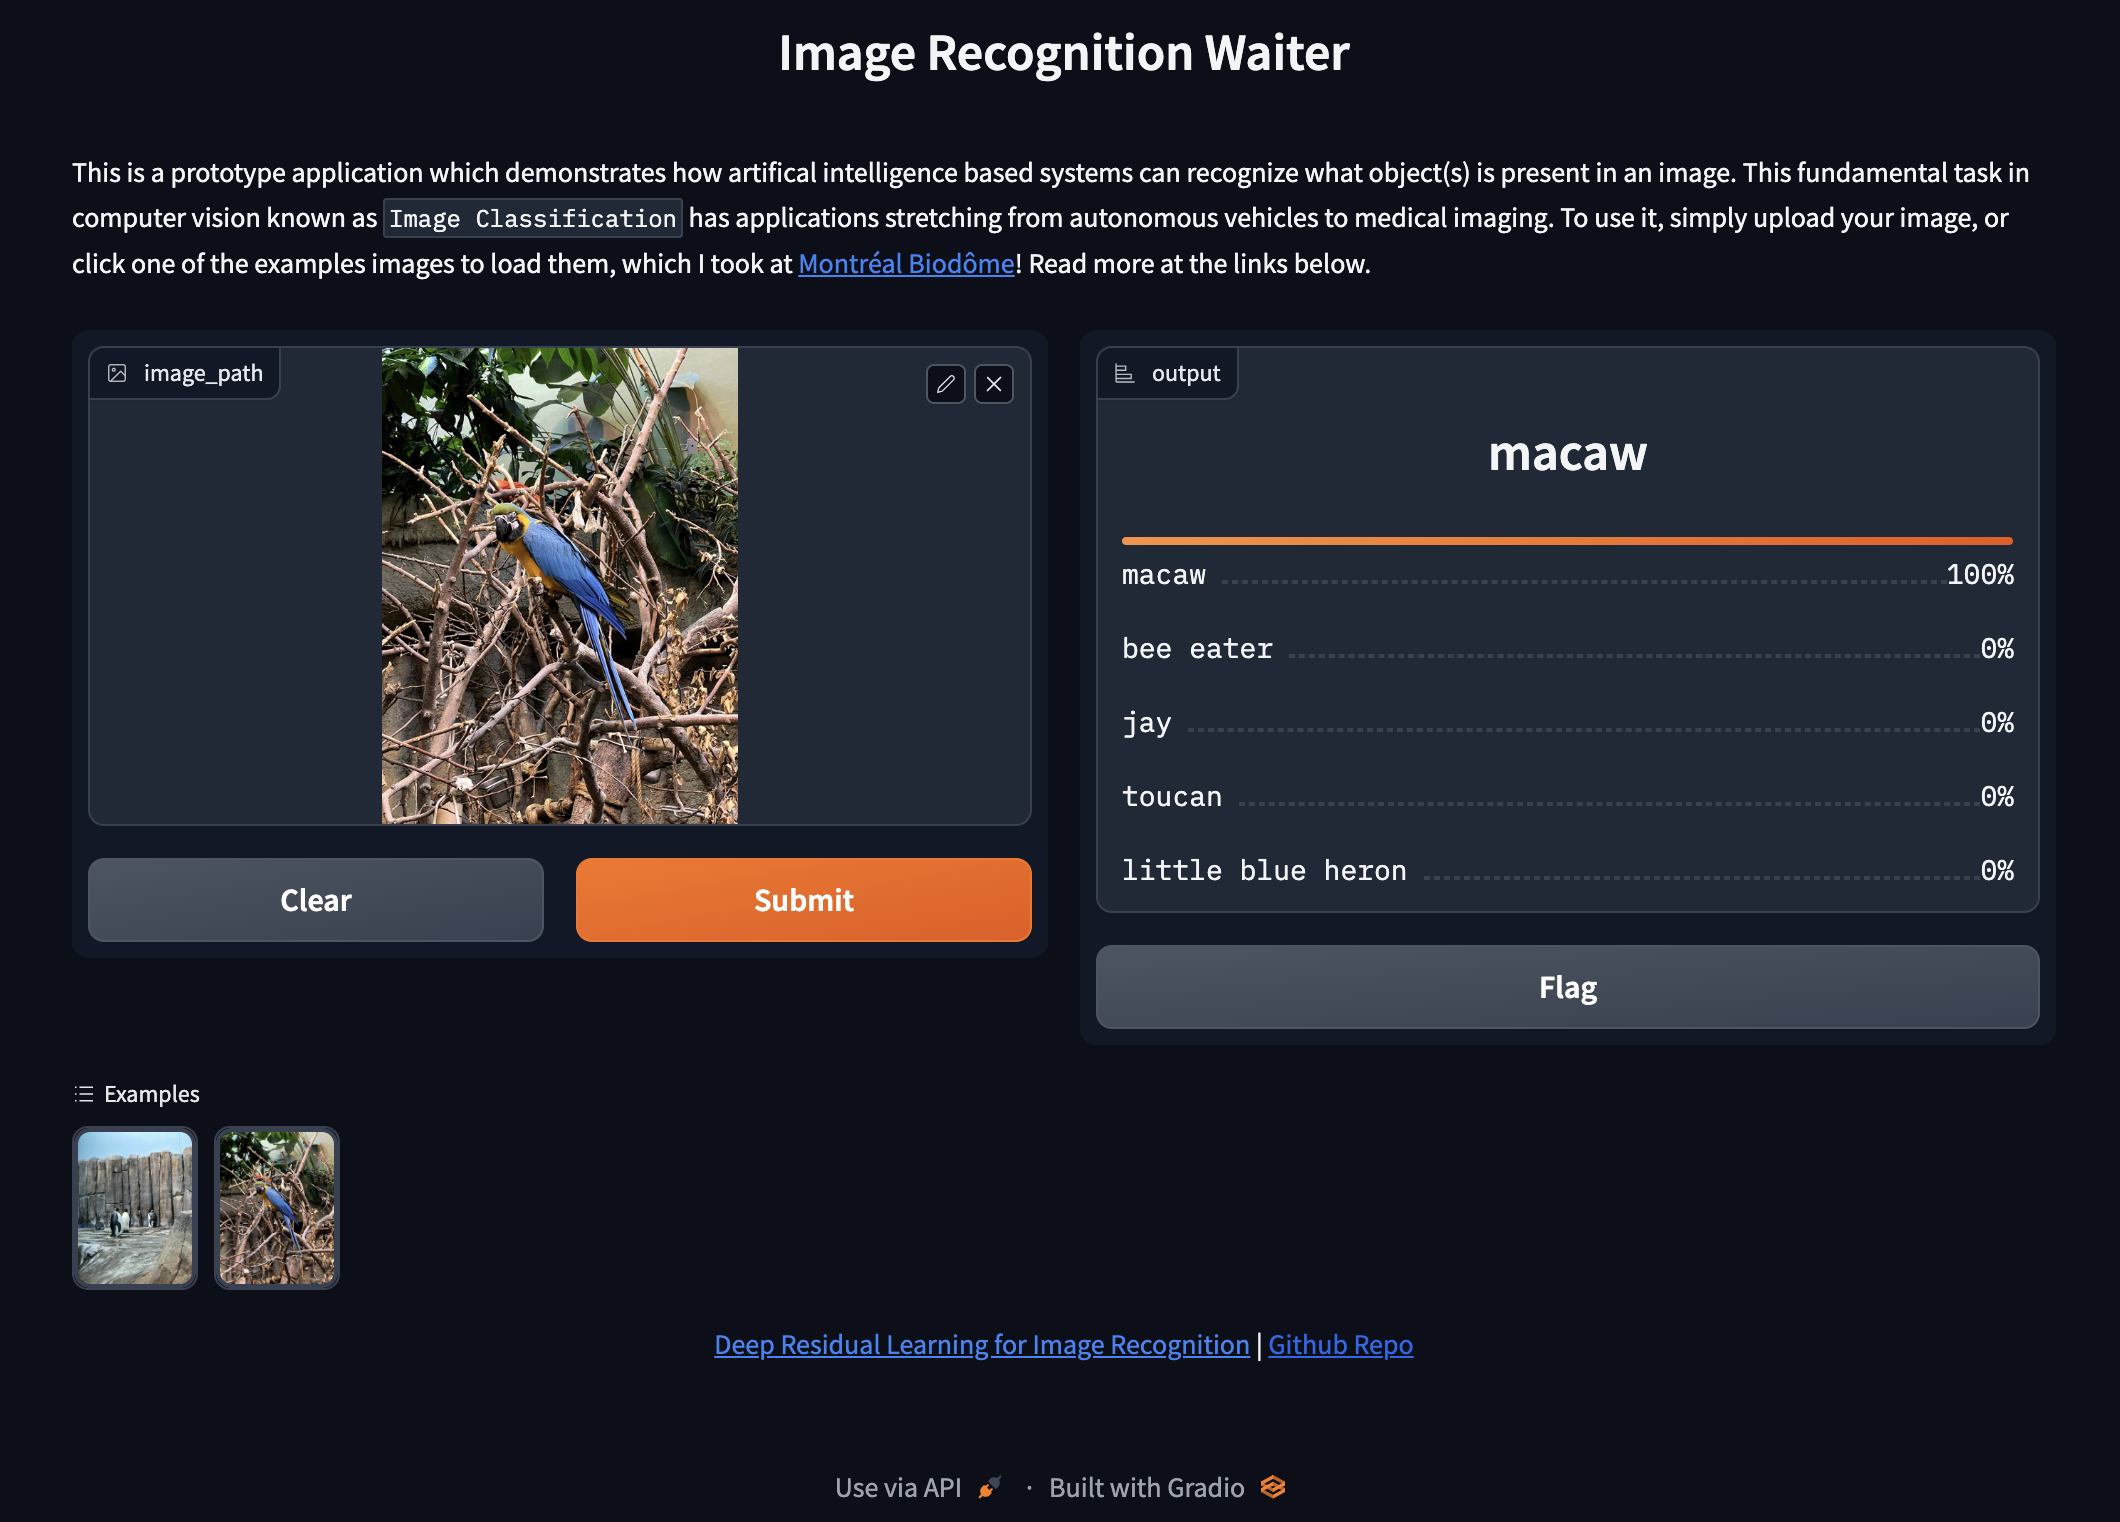 Image Recognition Waiter
This is a prototype application which demonstrates how artifical intelligence based systems can recognize what object(s) is present in an image. This fundamental task in
computer vision known as Image Classification has applications stretching from autonomous vehicles to medical imaging. To use it, simply upload your image, or
click one of the examples images to load them, which I took at Montréal Biodôme! Read more at the links below.
image_path
Clear
Submit
output
macaw
macaw 100%
bee eater 0%
jay 0%
toucan 0%
little blue heron 0%
Flag
Examples
Deep Residual Learning for Image Recognition | Github Repo
Use via API · Built with Gradio